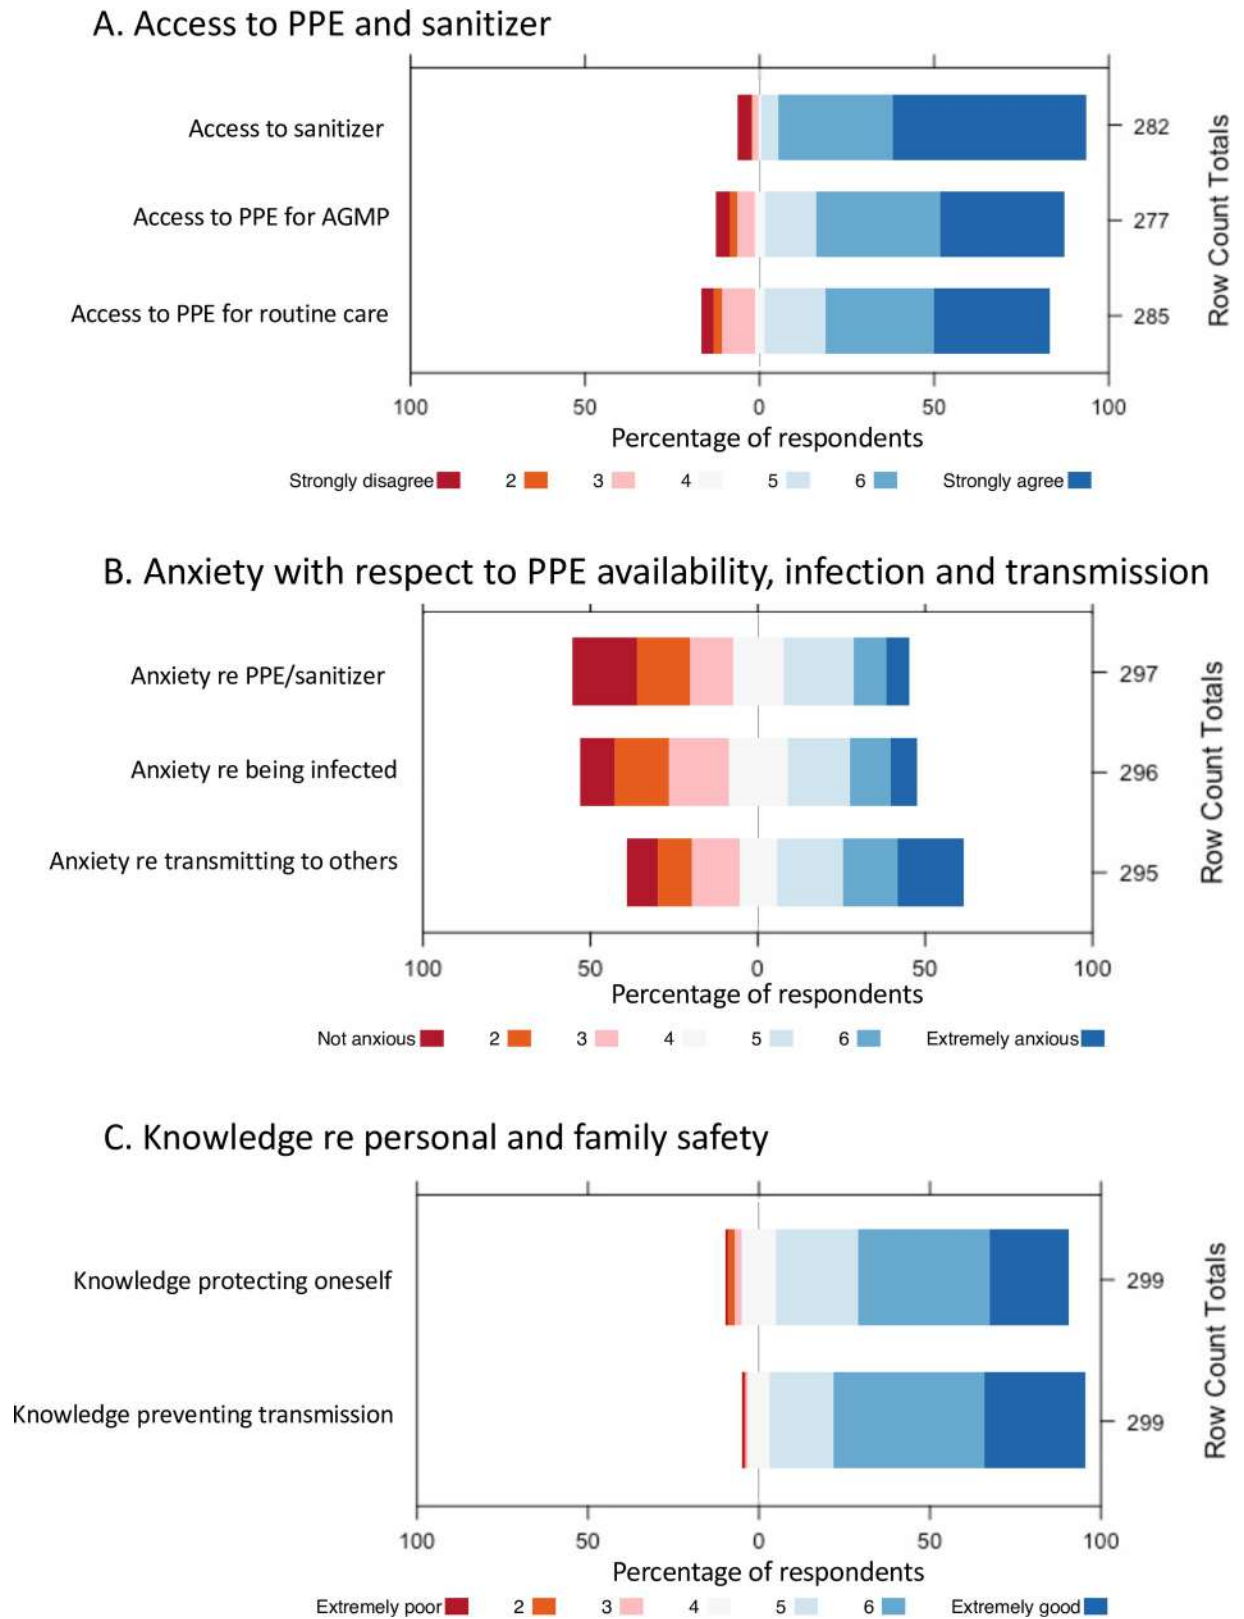 A. Access to PPE and sanitizer
Access to sanitizer
282
Access to PPE for AGMP
277
Access to PPE for routine care
285
Row Count Totals
100 50 0 50 100
Percentage of respondents
Strongly disagree 2 3 4 5 6 Strongly agree
B. Anxiety with respect to PPE availability, infection and transmission
Anxiety re PPE/sanitizer
297
Anxiety re being infected
296
Anxiety re transmitting to others
295
Row Count Totals
100 50 0 50 100
Percentage of respondents
Not anxious 2 3 4 5 6 Extremely anxious
C. Knowledge re personal and family safety
Knowledge protecting oneself
299
Knowledge preventing transmission
299
Row Count Totals
100 50 0 50 100
Percentage of respondents
Extremely poor 2 3 4 5 6 Extremely good